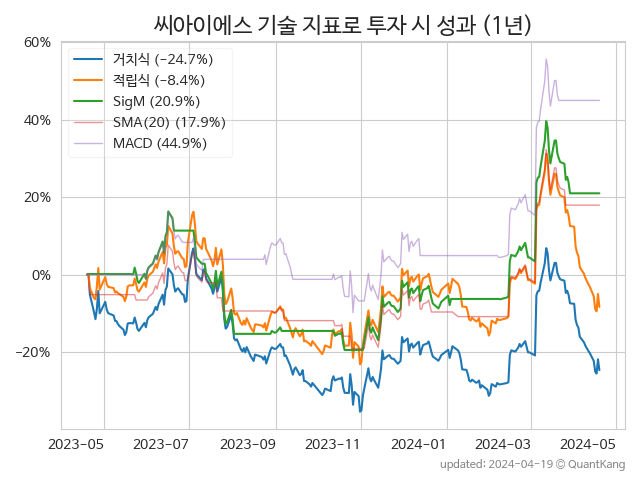 씨아이에스 기술 지표로 투자 시 성과 (1년)
60%
40%
20%
0%
−20%
거치식 (−24.7%)
적립식 (−8.4%)
SigM (20.9%)
SMA(20) (17.9%)
MACD (44.9%)
2023-05 2023-07 2023-09 2023-11 2024-01 2024-03 2024-05
updated: 2024-04-19 © QuantKang